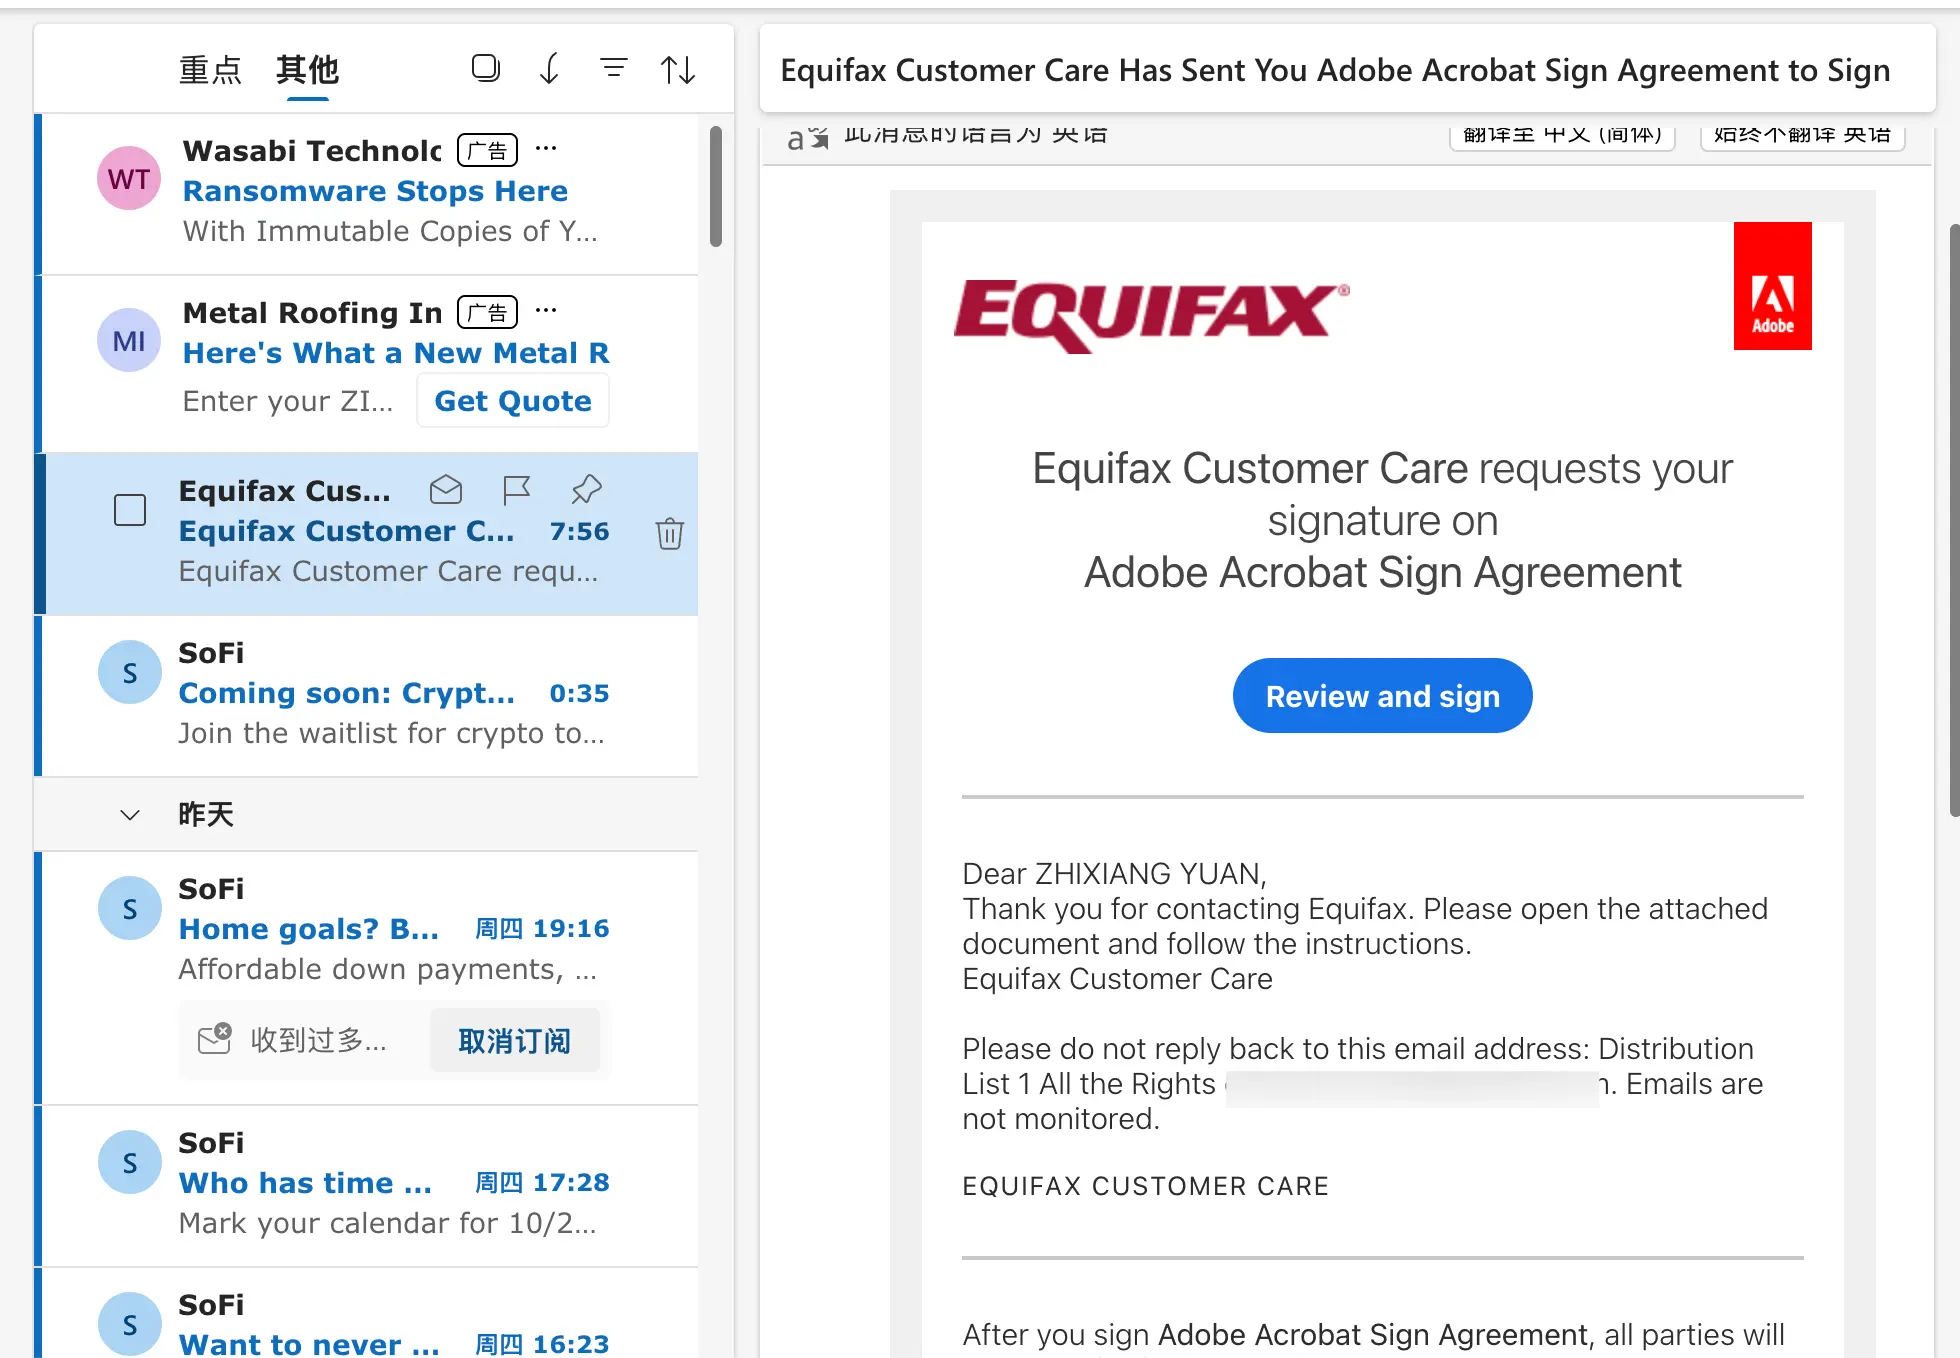 重点 其他
Wasabi Technolo 广告 ...
WT
Ransomware Stops Here
With Immutable Copies of Y...
Metal Roofing In 广告 ...
MI
Here's What a New Metal R
Enter your ZI... Get Quote
Equifax Cus...
Equifax Customer C... 7:56
Equifax Customer Care requ...
SoFi
S
Coming soon: Crypt... 0:35
Join the waitlist for crypto to...
昨天
SoFi
S
Home goals? B... 周四 19:16
Affordable down payments, ...
收到过多... 取消订阅
SoFi
S
Who has time ... 周四 17:28
Mark your calendar for 10/2...
SoFi
S
Want to never ... 周四 16:23
Equifax Customer Care Has Sent You Adobe Acrobat Sign Agreement to Sign
此消息的语言为 英语 翻译至 中文 (简体) 始终不翻译 英语
EQUIFAX®
Adobe
Equifax Customer Care requests your
signature on
Adobe Acrobat Sign Agreement
Review and sign
Dear ZHIXIANG YUAN,
Thank you for contacting Equifax. Please open the attached
document and follow the instructions.
Equifax Customer Care
Please do not reply back to this email address: Distribution
List 1 All the Rights . Emails are
not monitored.
EQUIFAX CUSTOMER CARE
After you sign Adobe Acrobat Sign Agreement, all parties will